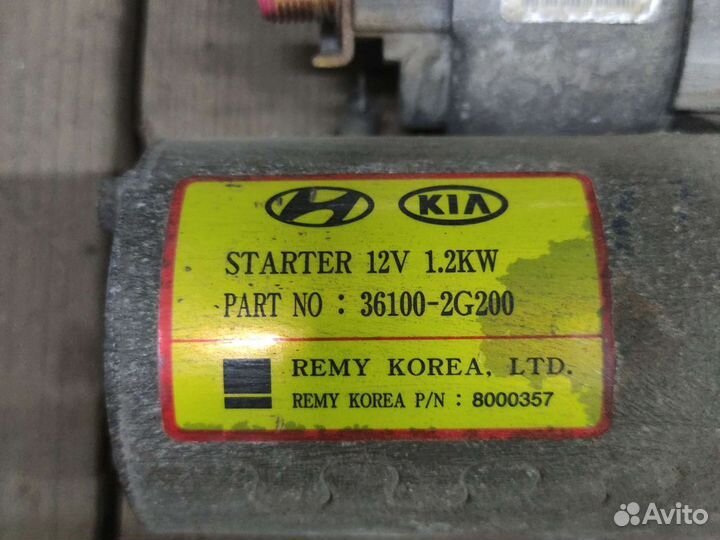 KIA
STARTER 12V 1.2KW
PART NO : 36100-2G200
REMY KOREA, LTD.
REMY KOREA P/N : 8000357
Avito